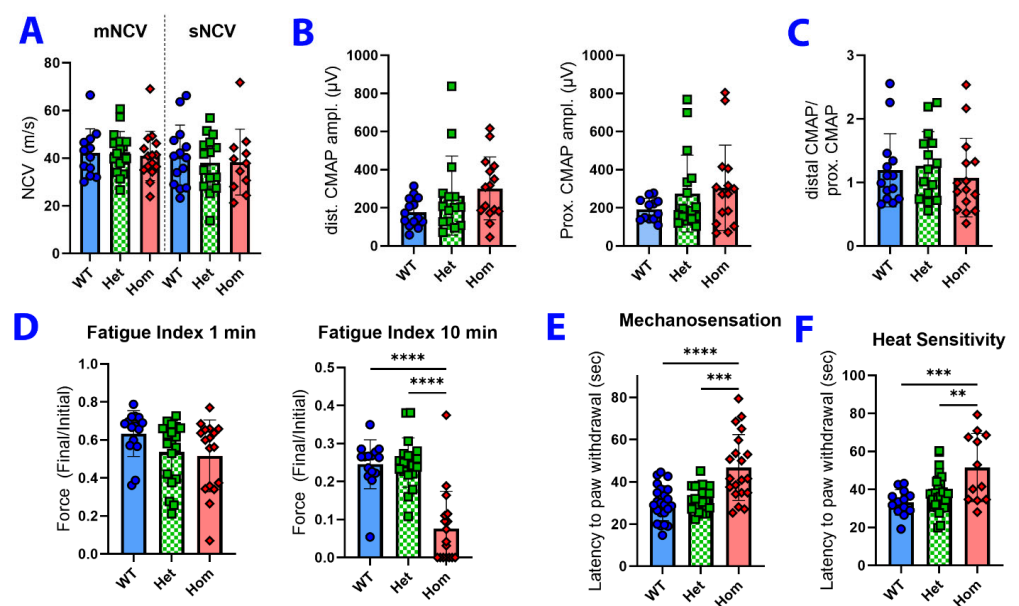 A
mNCV
sNCV
NCV (m/s)
80
60
40
20
0
WT
Het
Hom
WT
Het
Hom
B
dist. CMAP ampl. (µV)
1000
800
600
400
200
0
WT
Het
Hom
Prox. CMAP ampl. (µV)
1000
800
600
400
200
0
WT
Het
Hom
C
distal CMAP/
prox. CMAP
3
2
1
0
WT
Het
Hom
D
Fatigue Index 1 min
Force (Final/Initial)
1.0
0.8
0.6
0.4
0.2
0.0
WT
Het
Hom
Fatigue Index 10 min
Force (Final/Initial)
0.5
0.4
0.3
0.2
0.1
0.0
****
****
WT
Het
Hom
E
Mechanosensation
Latency to paw withdrawal (sec)
80
60
40
20
0
****
***
WT
Het
Hom
F
Heat Sensitivity
Latency to paw withdrawal (sec)
100
80
60
40
20
0
***
**
WT
Het
Hom